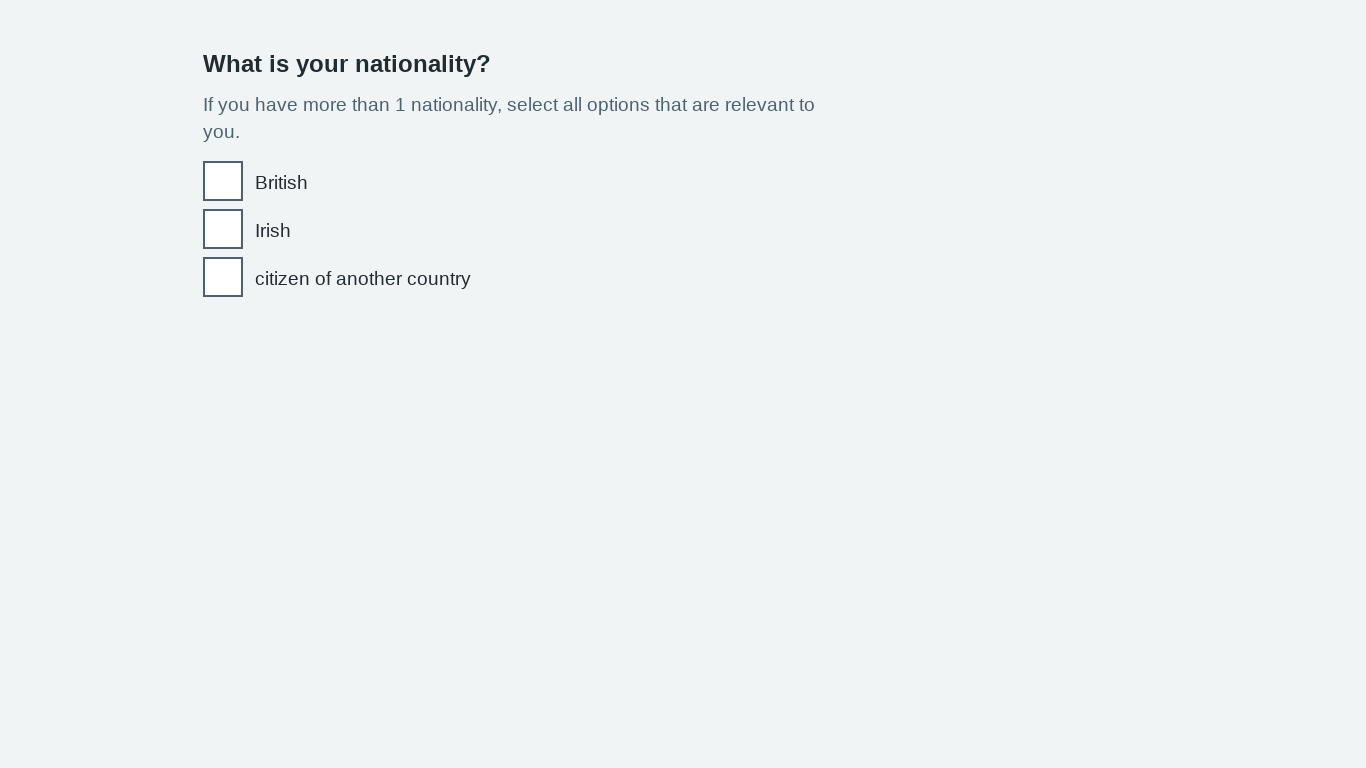 What is your nationality?
If you have more than 1 nationality, select all options that are relevant to
you.
British
Irish
citizen of another country